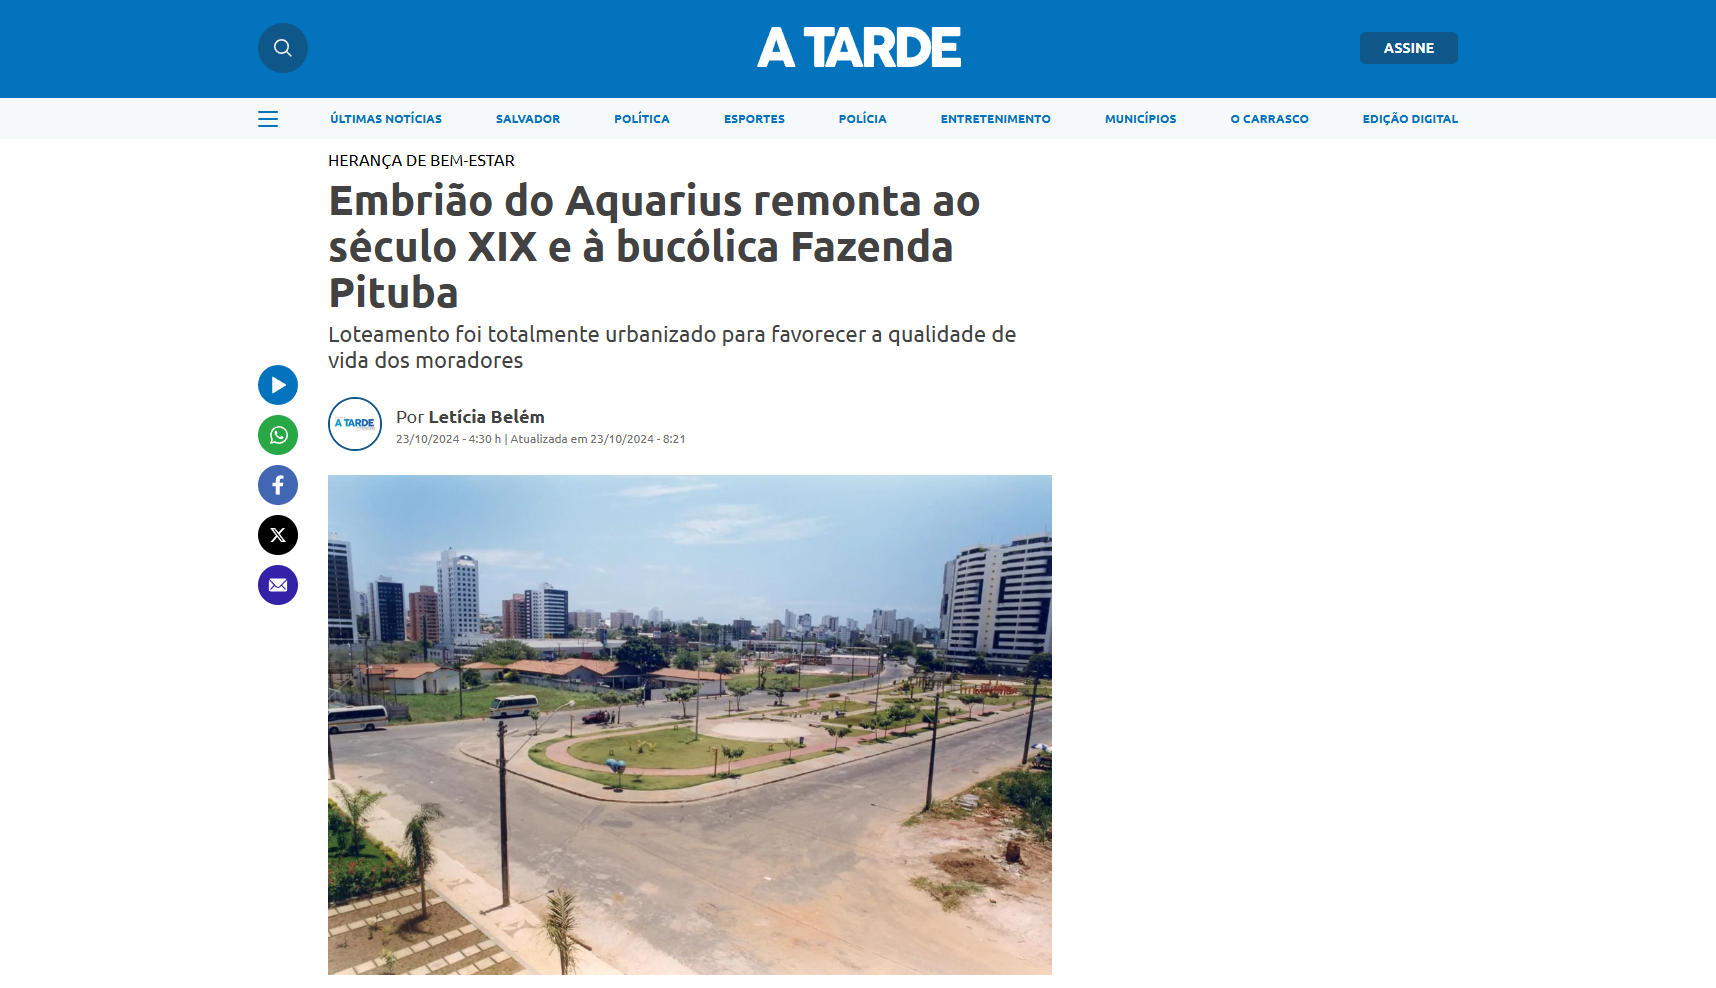 A TARDE
ASSINE
ÚLTIMAS NOTÍCIAS
SALVADOR
POLÍTICA
ESPORTES
POLÍCIA
ENTRETENIMENTO
MUNICÍPIOS
O CARRASCO
EDIÇÃO DIGITAL
HERANÇA DE BEM-ESTAR
Embrião do Aquarius remonta ao
século XIX e à bucólica Fazenda
Pituba
Loteamento foi totalmente urbanizado para favorecer a qualidade de
vida dos moradores
A TARDE
Por Letícia Belém
23/10/2024 - 4:30 h | Atualizada em 23/10/2024 - 8:21